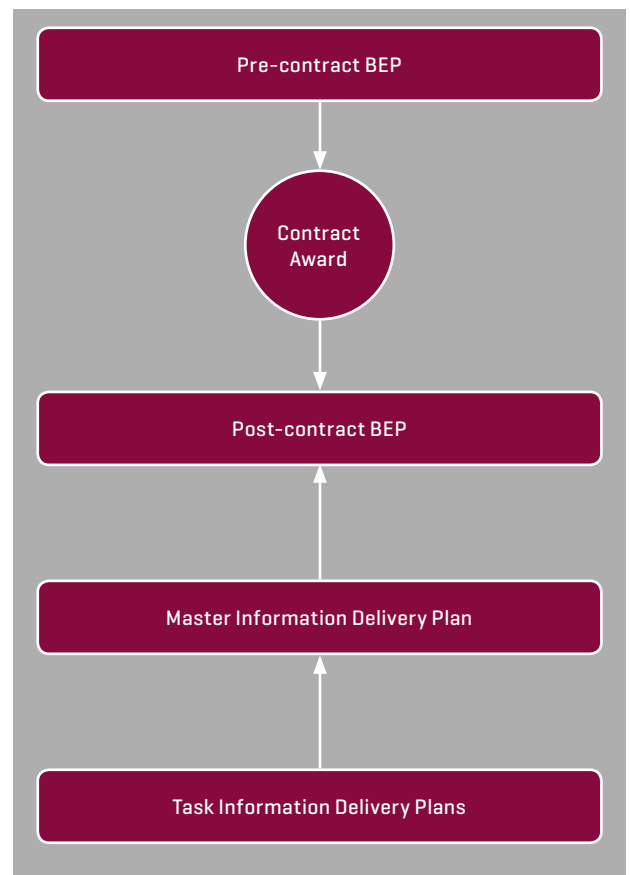 Pre-contract BEP
Contract
Award
Post-contract BEP
Master Information Delivery Plan
Task Information Delivery Plans